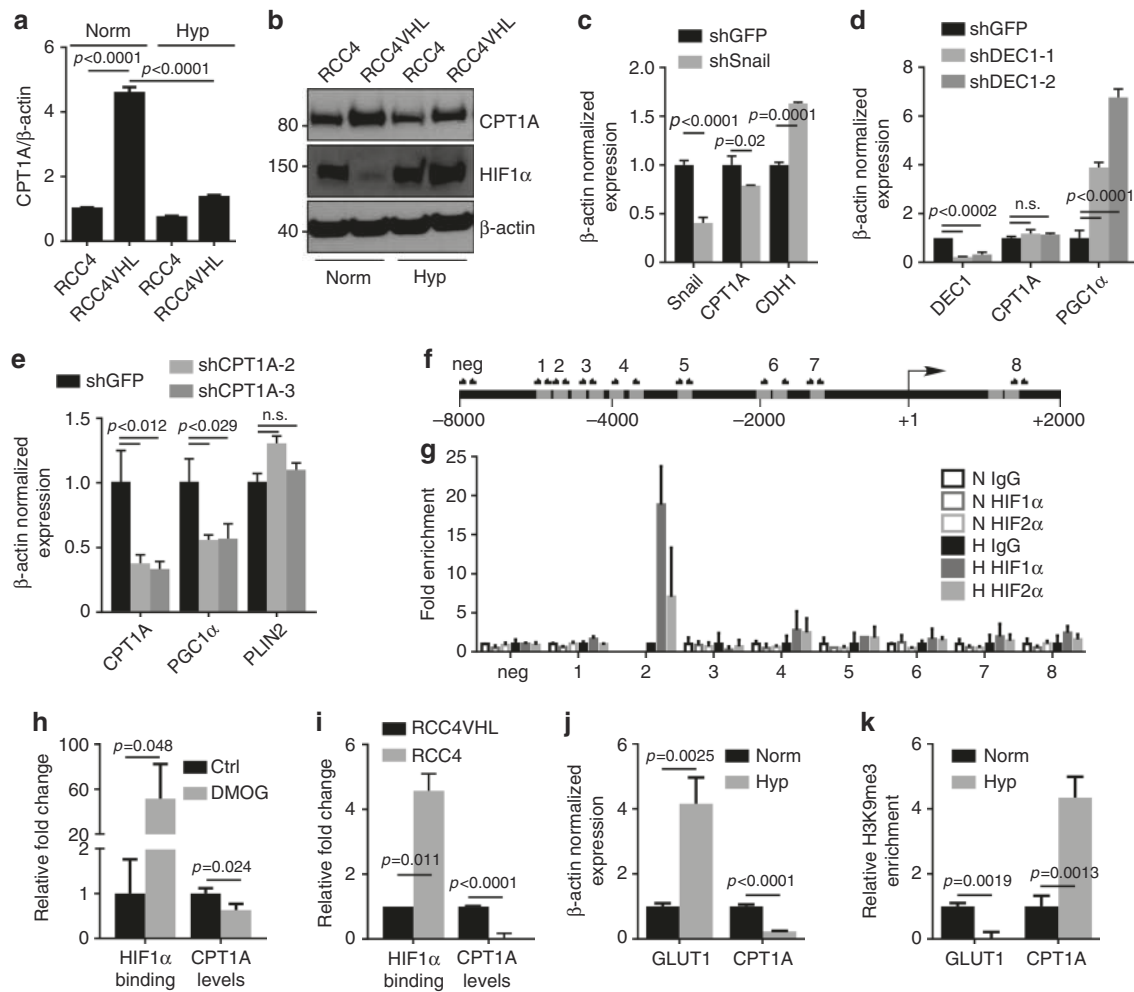 a
Norm Hyp
p<0.0001
p<0.0001
CPT1A/β-actin
6
4
2
0
RCC4
RCC4VHL
RCC4
RCC4VHL
b
RCC4
RCC4VHL
RCC4
RCC4VHL
80
CPT1A
150
HIF1α
40
β-actin
Norm Hyp
c
shGFP
shSnail
β-actin normalized
expression
2.0
1.5
1.0
0.5
0
p<0.0001
p=0.02
p=0.0001
Snail
CPT1A
CDH1
d
shGFP
shDEC1-1
shDEC1-2
β-actin normalized
expression
8
6
4
2
0
p<0.0002
n.s.
p<0.0001
DEC1
CPT1A
PGC1α
e
shGFP
shCPT1A-2
shCPT1A-3
β-actin normalized
expression
1.5
1.0
0.5
0
p<0.012
p<0.029
n.s.
CPT1A
PGC1α
PLIN2
f
neg 1 2 3 4 5 6 7 8
−8000 −4000 −2000 +1 +2000
g
Fold enrichment
25
20
15
10
5
0
N IgG
N HIF1α
N HIF2α
H IgG
H HIF1α
H HIF2α
neg 1 2 3 4 5 6 7 8
h
Relative fold change
100
60
20
2
1
0
p=0.048
Ctrl
DMOG
p=0.024
HIF1α
binding
CPT1A
levels
i
RCC4VHL
RCC4
Relative fold change
6
4
2
0
p=0.011
p<0.0001
HIF1α
binding
CPT1A
levels
j
β-actin normalized
expression
6
4
2
0
p=0.0025
Norm
Hyp
p<0.0001
GLUT1 CPT1A
k
Relative H3K9me3
enrichment
6
4
2
0
Norm
Hyp
p=0.0019
p=0.0013
GLUT1 CPT1A